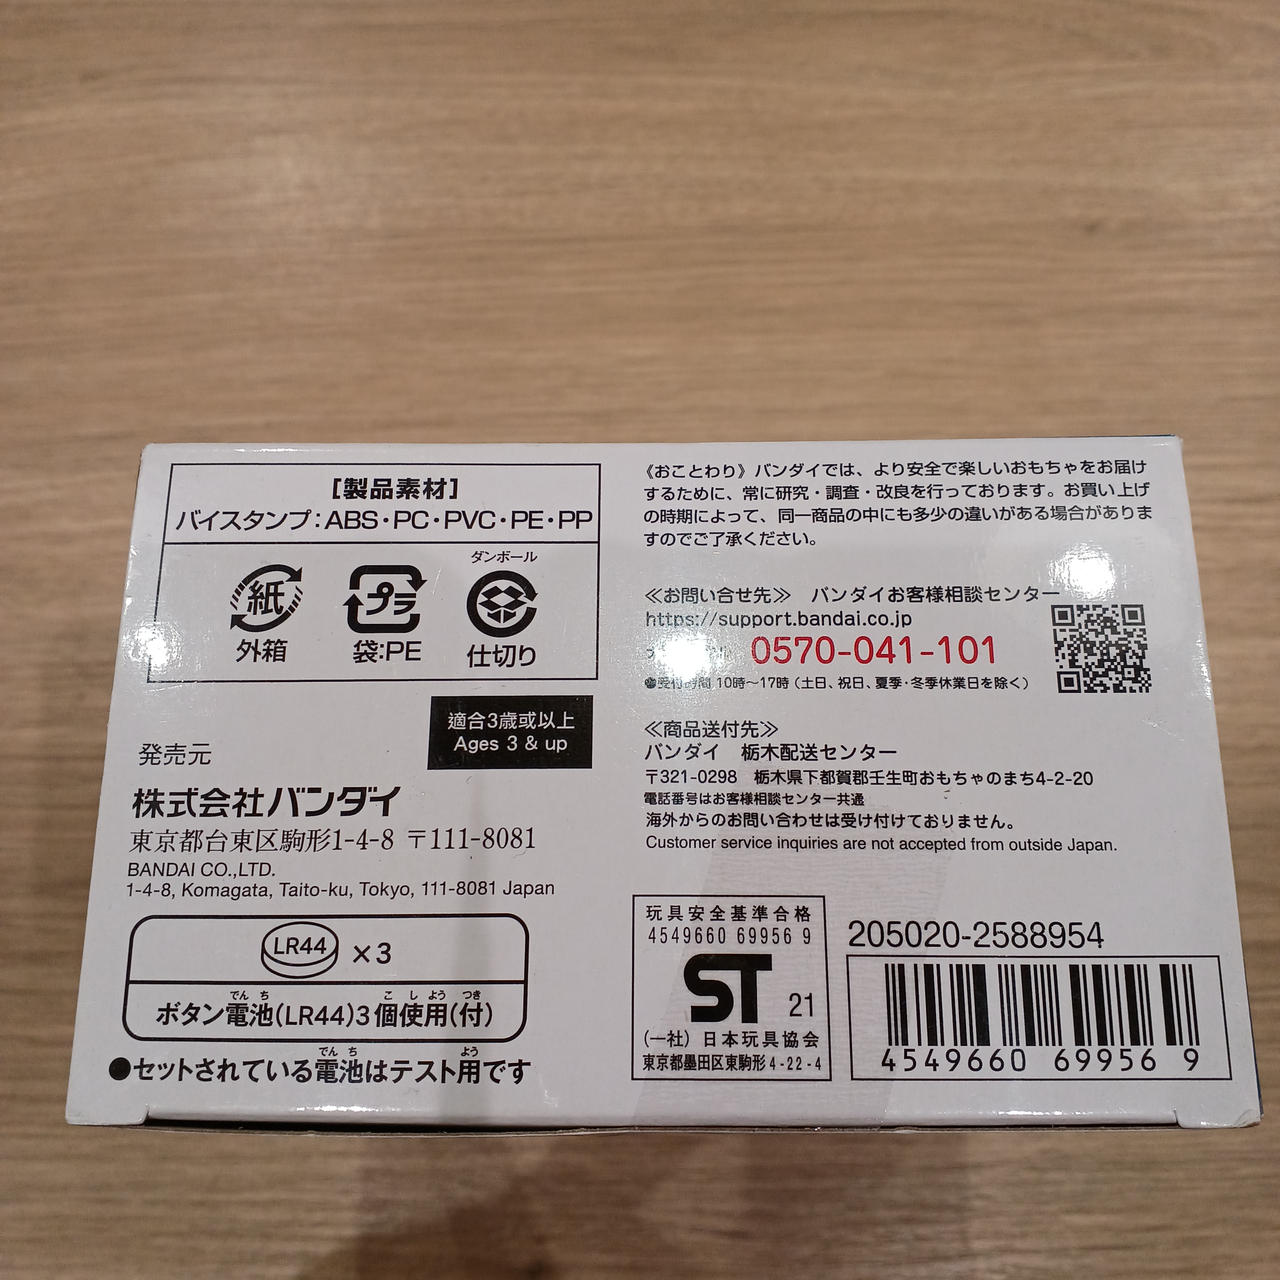 [製品素材]
バイスタンプ:ABS・PC・PVC・PE・PP
ダンボール
紙
プラ
外箱
袋:PE
仕切り
適合3歳或以上
Ages 3 & up
発売元
株式会社バンダイ
東京都台東区駒形1-4-8 〒111-8081
BANDAI CO.,LTD.
1-4-8, Komagata, Taito-ku, Tokyo, 111-8081 Japan
LR44 ×3
でん ち こ し よう つき
ボタン電池(LR44)3個使用(付)
でん ち よう
●セットされている電池はテスト用です
《おことわり》バンダイでは、より安全で楽しいおもちゃをお届け
するために、常に研究・調査・改良を行っております。お買い上げ
の時期によって、同一商品の中にも多少の違いがある場合がありま
すのでご了承ください。
≪お問い合せ先≫ バンダイお客様相談センター
https://support.bandai.co.jp
0570-041-101
●受付時間 10時〜17時(土日、祝日、夏季・冬季休業日を除く)
≪商品送付先≫
バンダイ 栃木配送センター
〒321-0298 栃木県下都賀郡壬生町おもちゃのまち4-2-20
電話番号はお客様相談センター共通
海外からのお問い合わせは受け付けておりません。
Customer service inquiries are not accepted from outside Japan.
玩具安全基準合格
4549660 69956 9
ST 21
(一社)日本玩具協会
東京都墨田区東駒形4-22-4
205020-2588954
4549660 69956 9